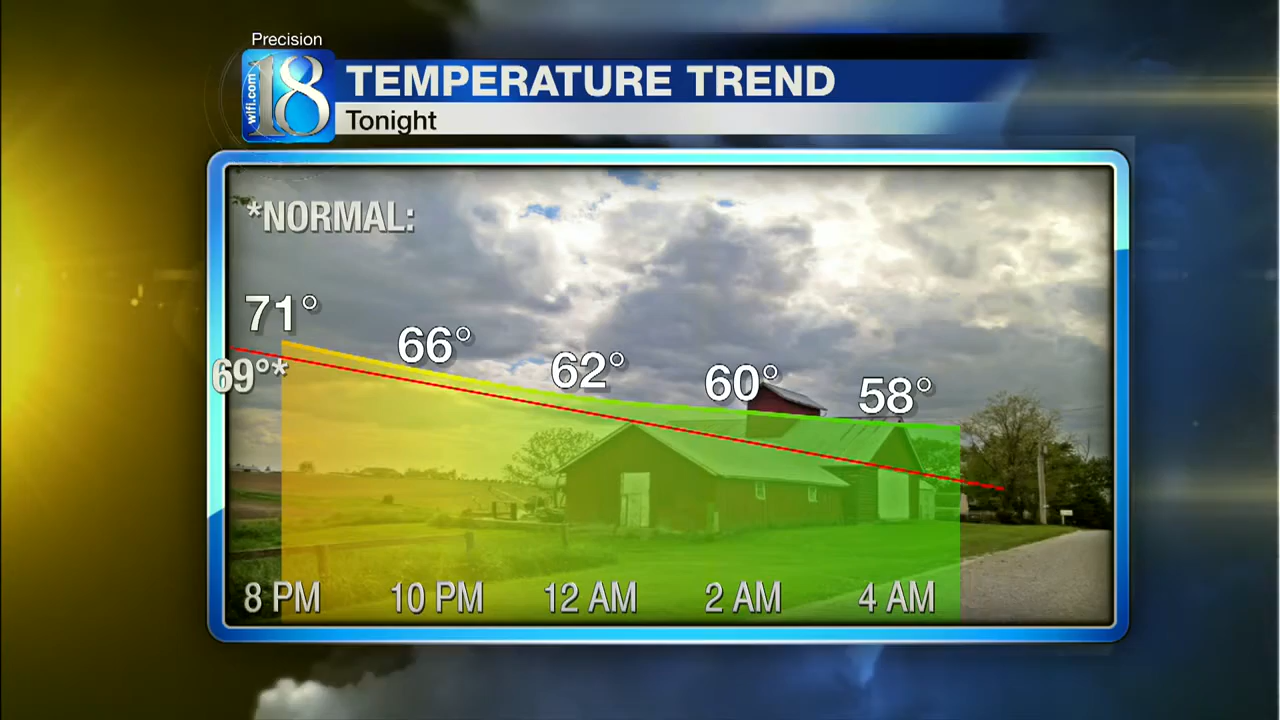 Precision
wlfi.com
18
TEMPERATURE TREND
Tonight
*NORMAL:
71°
66°
62°
60°
58°
69°*
8 PM
10 PM
12 AM
2 AM
4 AM